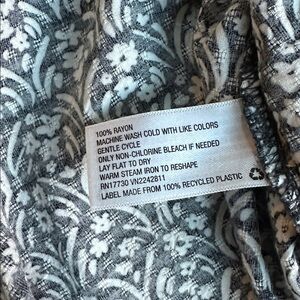 100% RAYON
MACHINE WASH COLD WITH LIKE COLORS
GENTLE CYCLE
ONLY NON-CHLORINE BLEACH IF NEEDED
LAY FLAT TO DRY
WARM STEAM IRON TO RESHAPE
RN17730 VN2242811
LABEL MADE FROM 100% RECYCLED PLASTIC